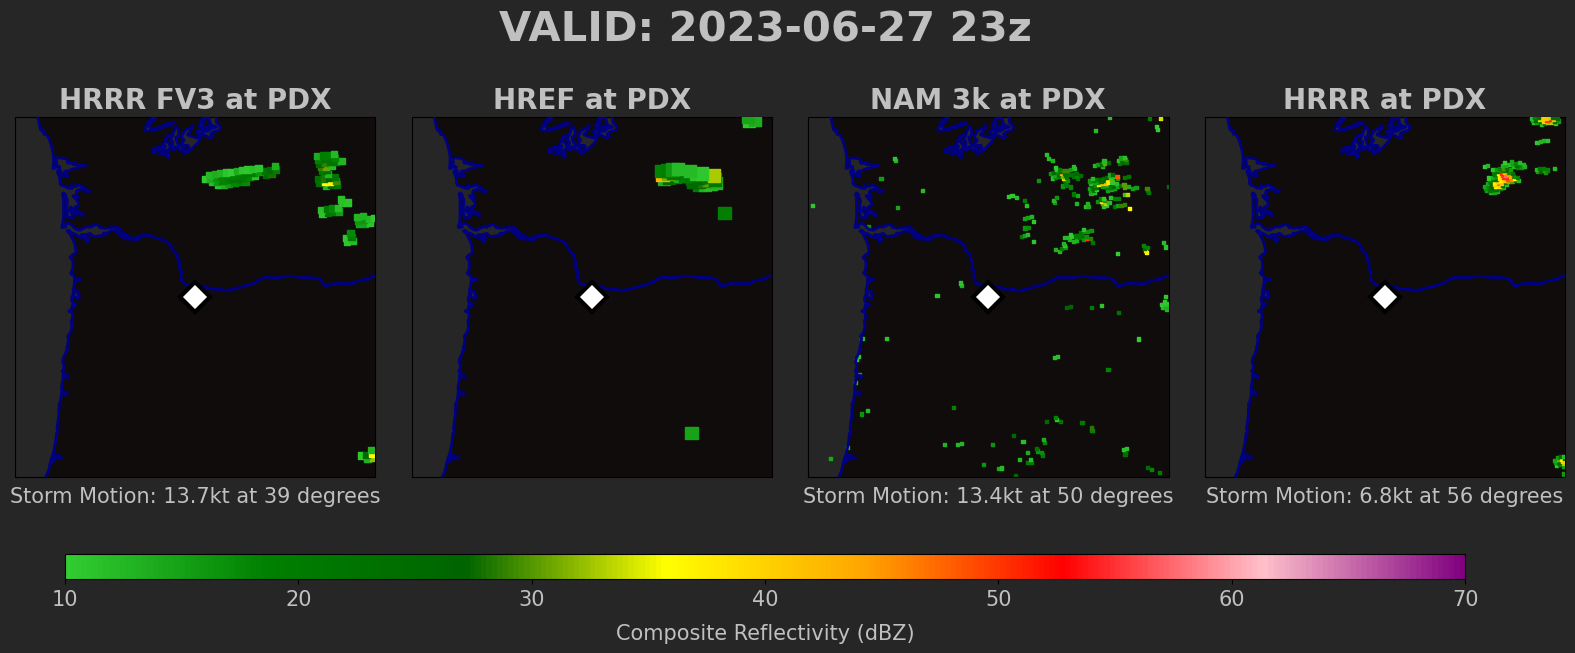 VALID: 2023-06-27 23z
HRRR FV3 at PDX
HREF at PDX
NAM 3k at PDX
HRRR at PDX
Storm Motion: 13.7kt at 39 degrees
Storm Motion: 13.4kt at 50 degrees
Storm Motion: 6.8kt at 56 degrees
10 20 30 40 50 60 70
Composite Reflectivity (dBZ)